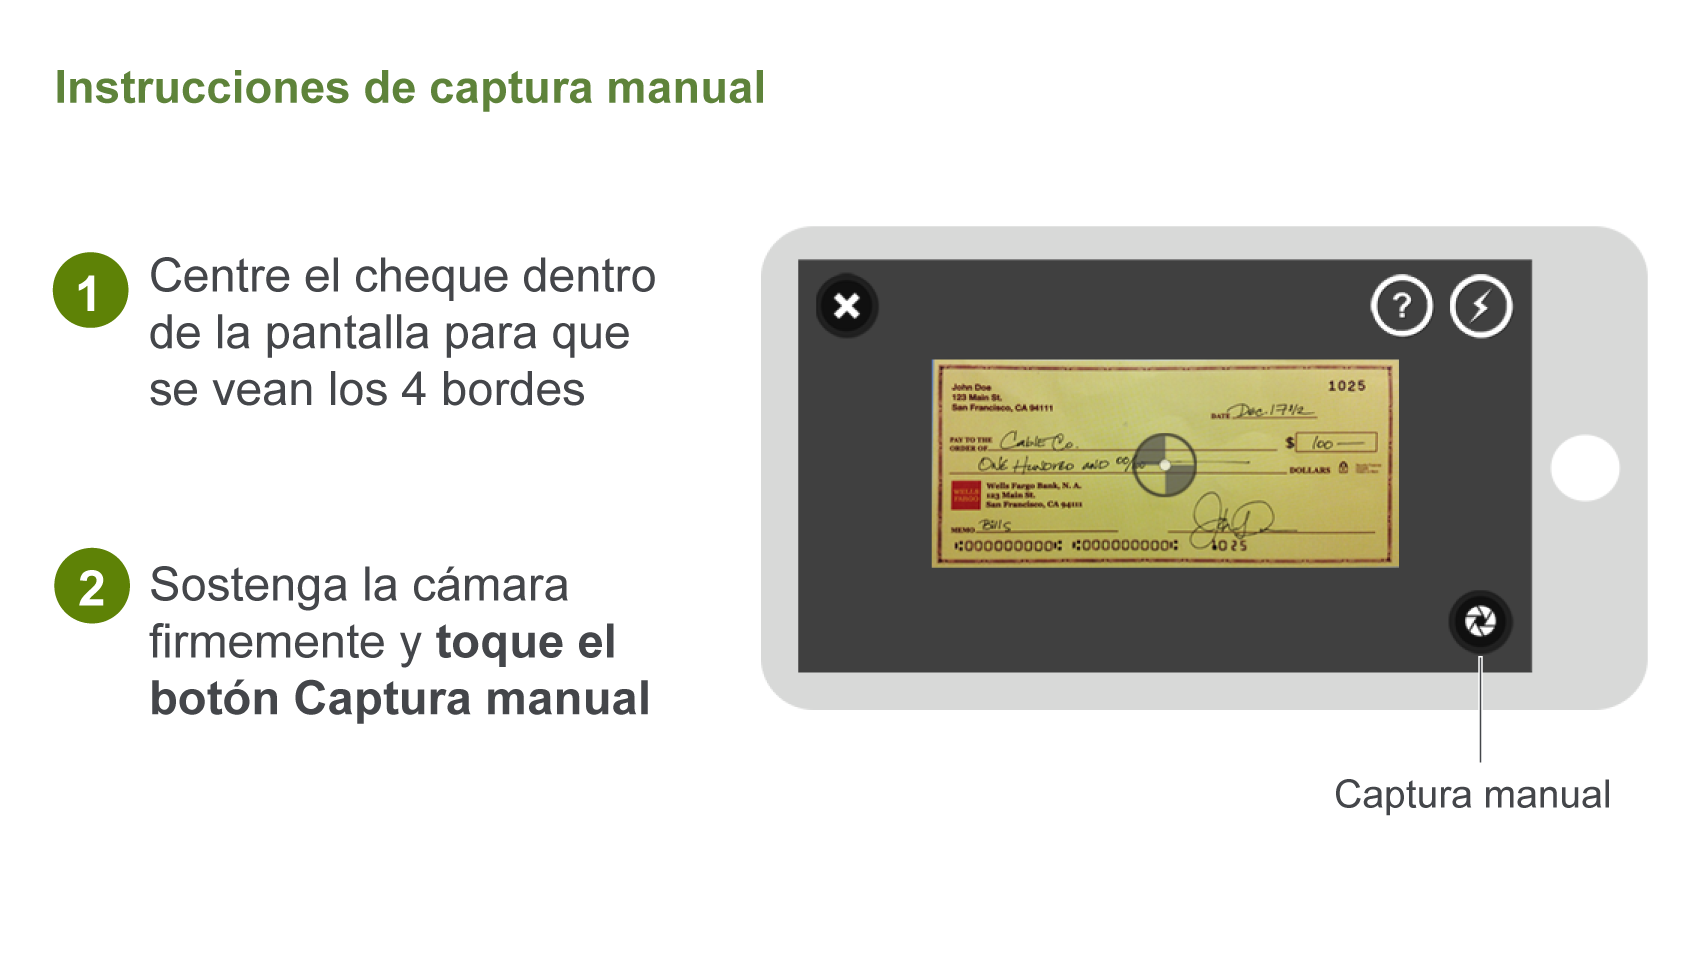 Instrucciones de captura manual
1
Centre el cheque dentro
de la pantalla para que
se vean los 4 bordes
2
Sostenga la cámara
firmemente y toque el
botón Captura manual
?
John Doe
123 Main St.
San Francisco, CA 94111
1025
DATE Dec. 17
PAY TO THE
ORDER OF Cable Co.
$ 100
One Hundred and 00/
DOLLARS
WELLS
FARGO
Wells Fargo Bank, N. A.
123 Main St.
San Francisco, CA 94111
MEMO Bills
⑆000000000⑆ ⑆000000000⑆ 1025
Captura manual